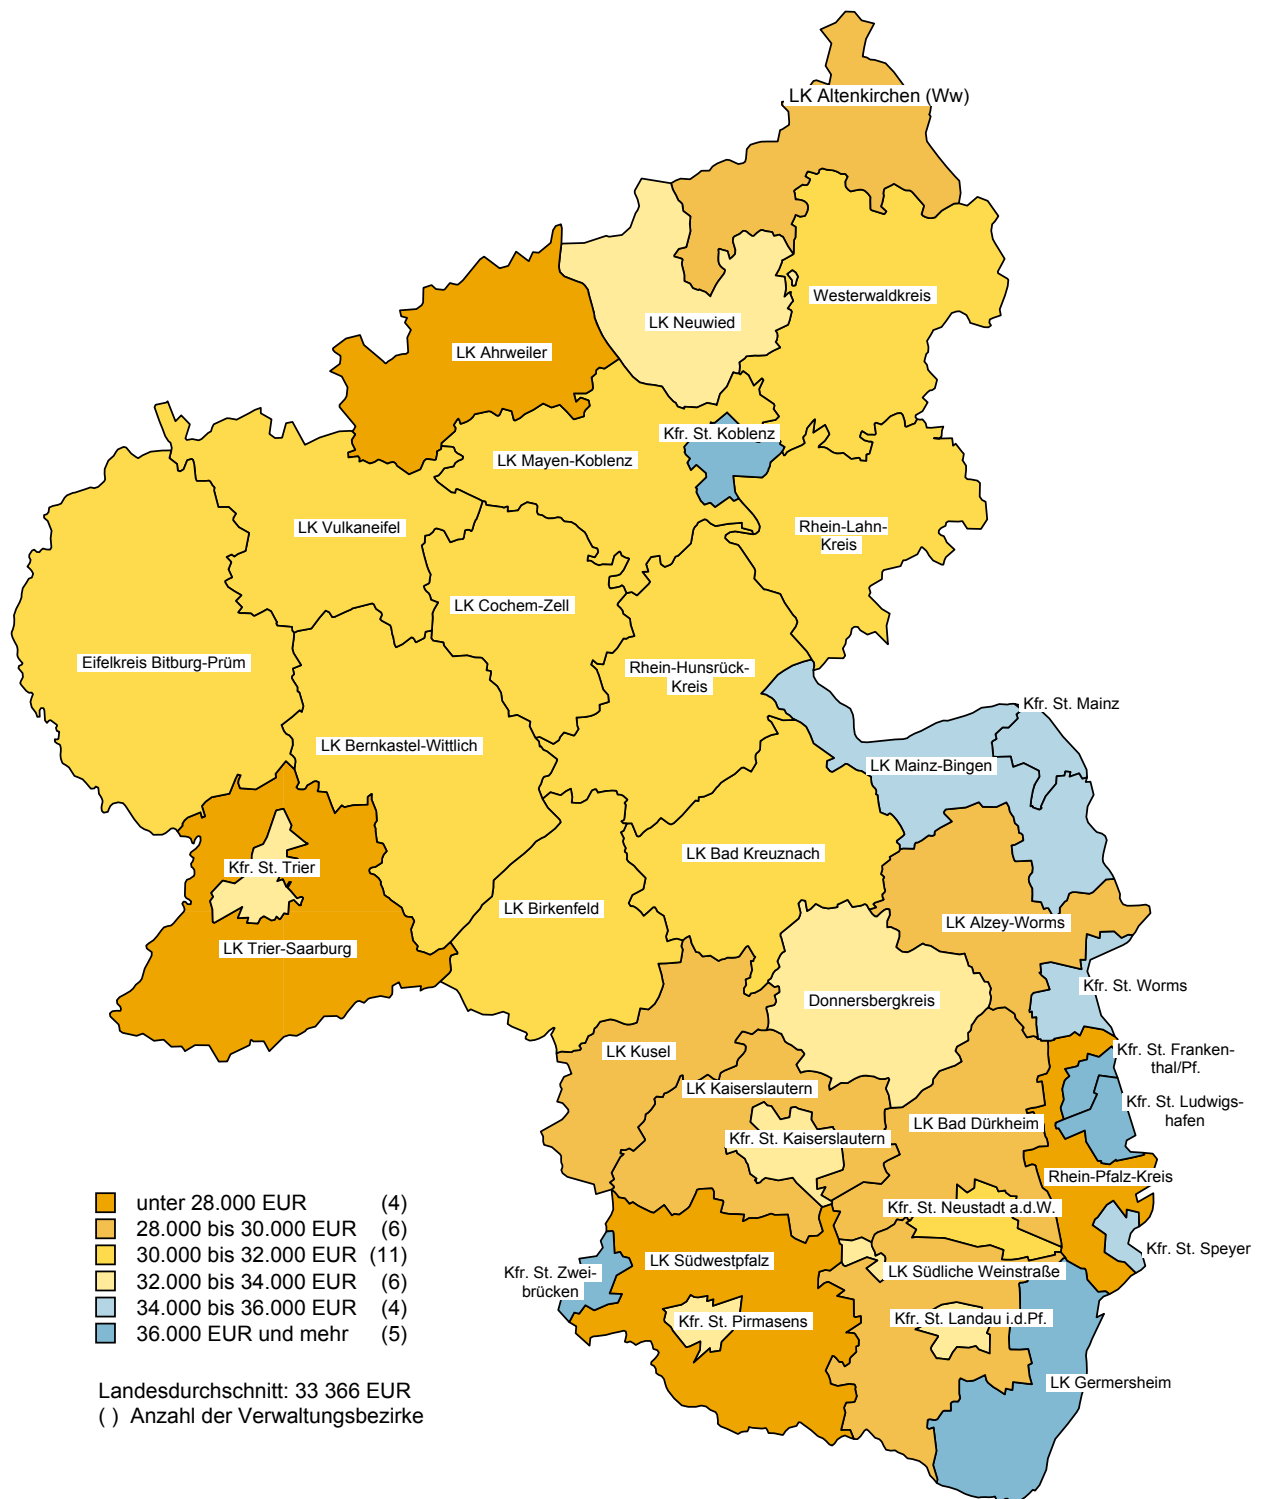 LK Altenkirchen (Ww)
Westerwaldkreis
LK Neuwied
LK Ahrweiler
Kfr. St. Koblenz
LK Mayen-Koblenz
LK Vulkaneifel
Rhein-Lahn-
Kreis
LK Cochem-Zell
Eifelkreis Bitburg-Prüm
Rhein-Hunsrück-
Kreis
Kfr. St. Mainz
LK Bernkastel-Wittlich
LK Mainz-Bingen
LK Bad Kreuznach
Kfr. St. Trier
LK Birkenfeld
LK Alzey-Worms
LK Trier-Saarburg
Kfr. St. Worms
Donnersbergkreis
LK Kusel
Kfr. St. Franken-
thal/Pf.
LK Kaiserslautern
Kfr. St. Ludwigs-
hafen
LK Bad Dürkheim
Kfr. St. Kaiserslautern
Rhein-Pfalz-Kreis
Kfr. St. Neustadt a.d.W.
Kfr. St. Speyer
LK Südwestpfalz
LK Südliche Weinstraße
Kfr. St. Zwei-
brücken
Kfr. St. Pirmasens
Kfr. St. Landau i.d.Pf.
LK Germersheim
unter 28.000 EUR (4)
28.000 bis 30.000 EUR (6)
30.000 bis 32.000 EUR (11)
32.000 bis 34.000 EUR (6)
34.000 bis 36.000 EUR (4)
36.000 EUR und mehr (5)
Landesdurchschnitt: 33 366 EUR
( ) Anzahl der Verwaltungsbezirke